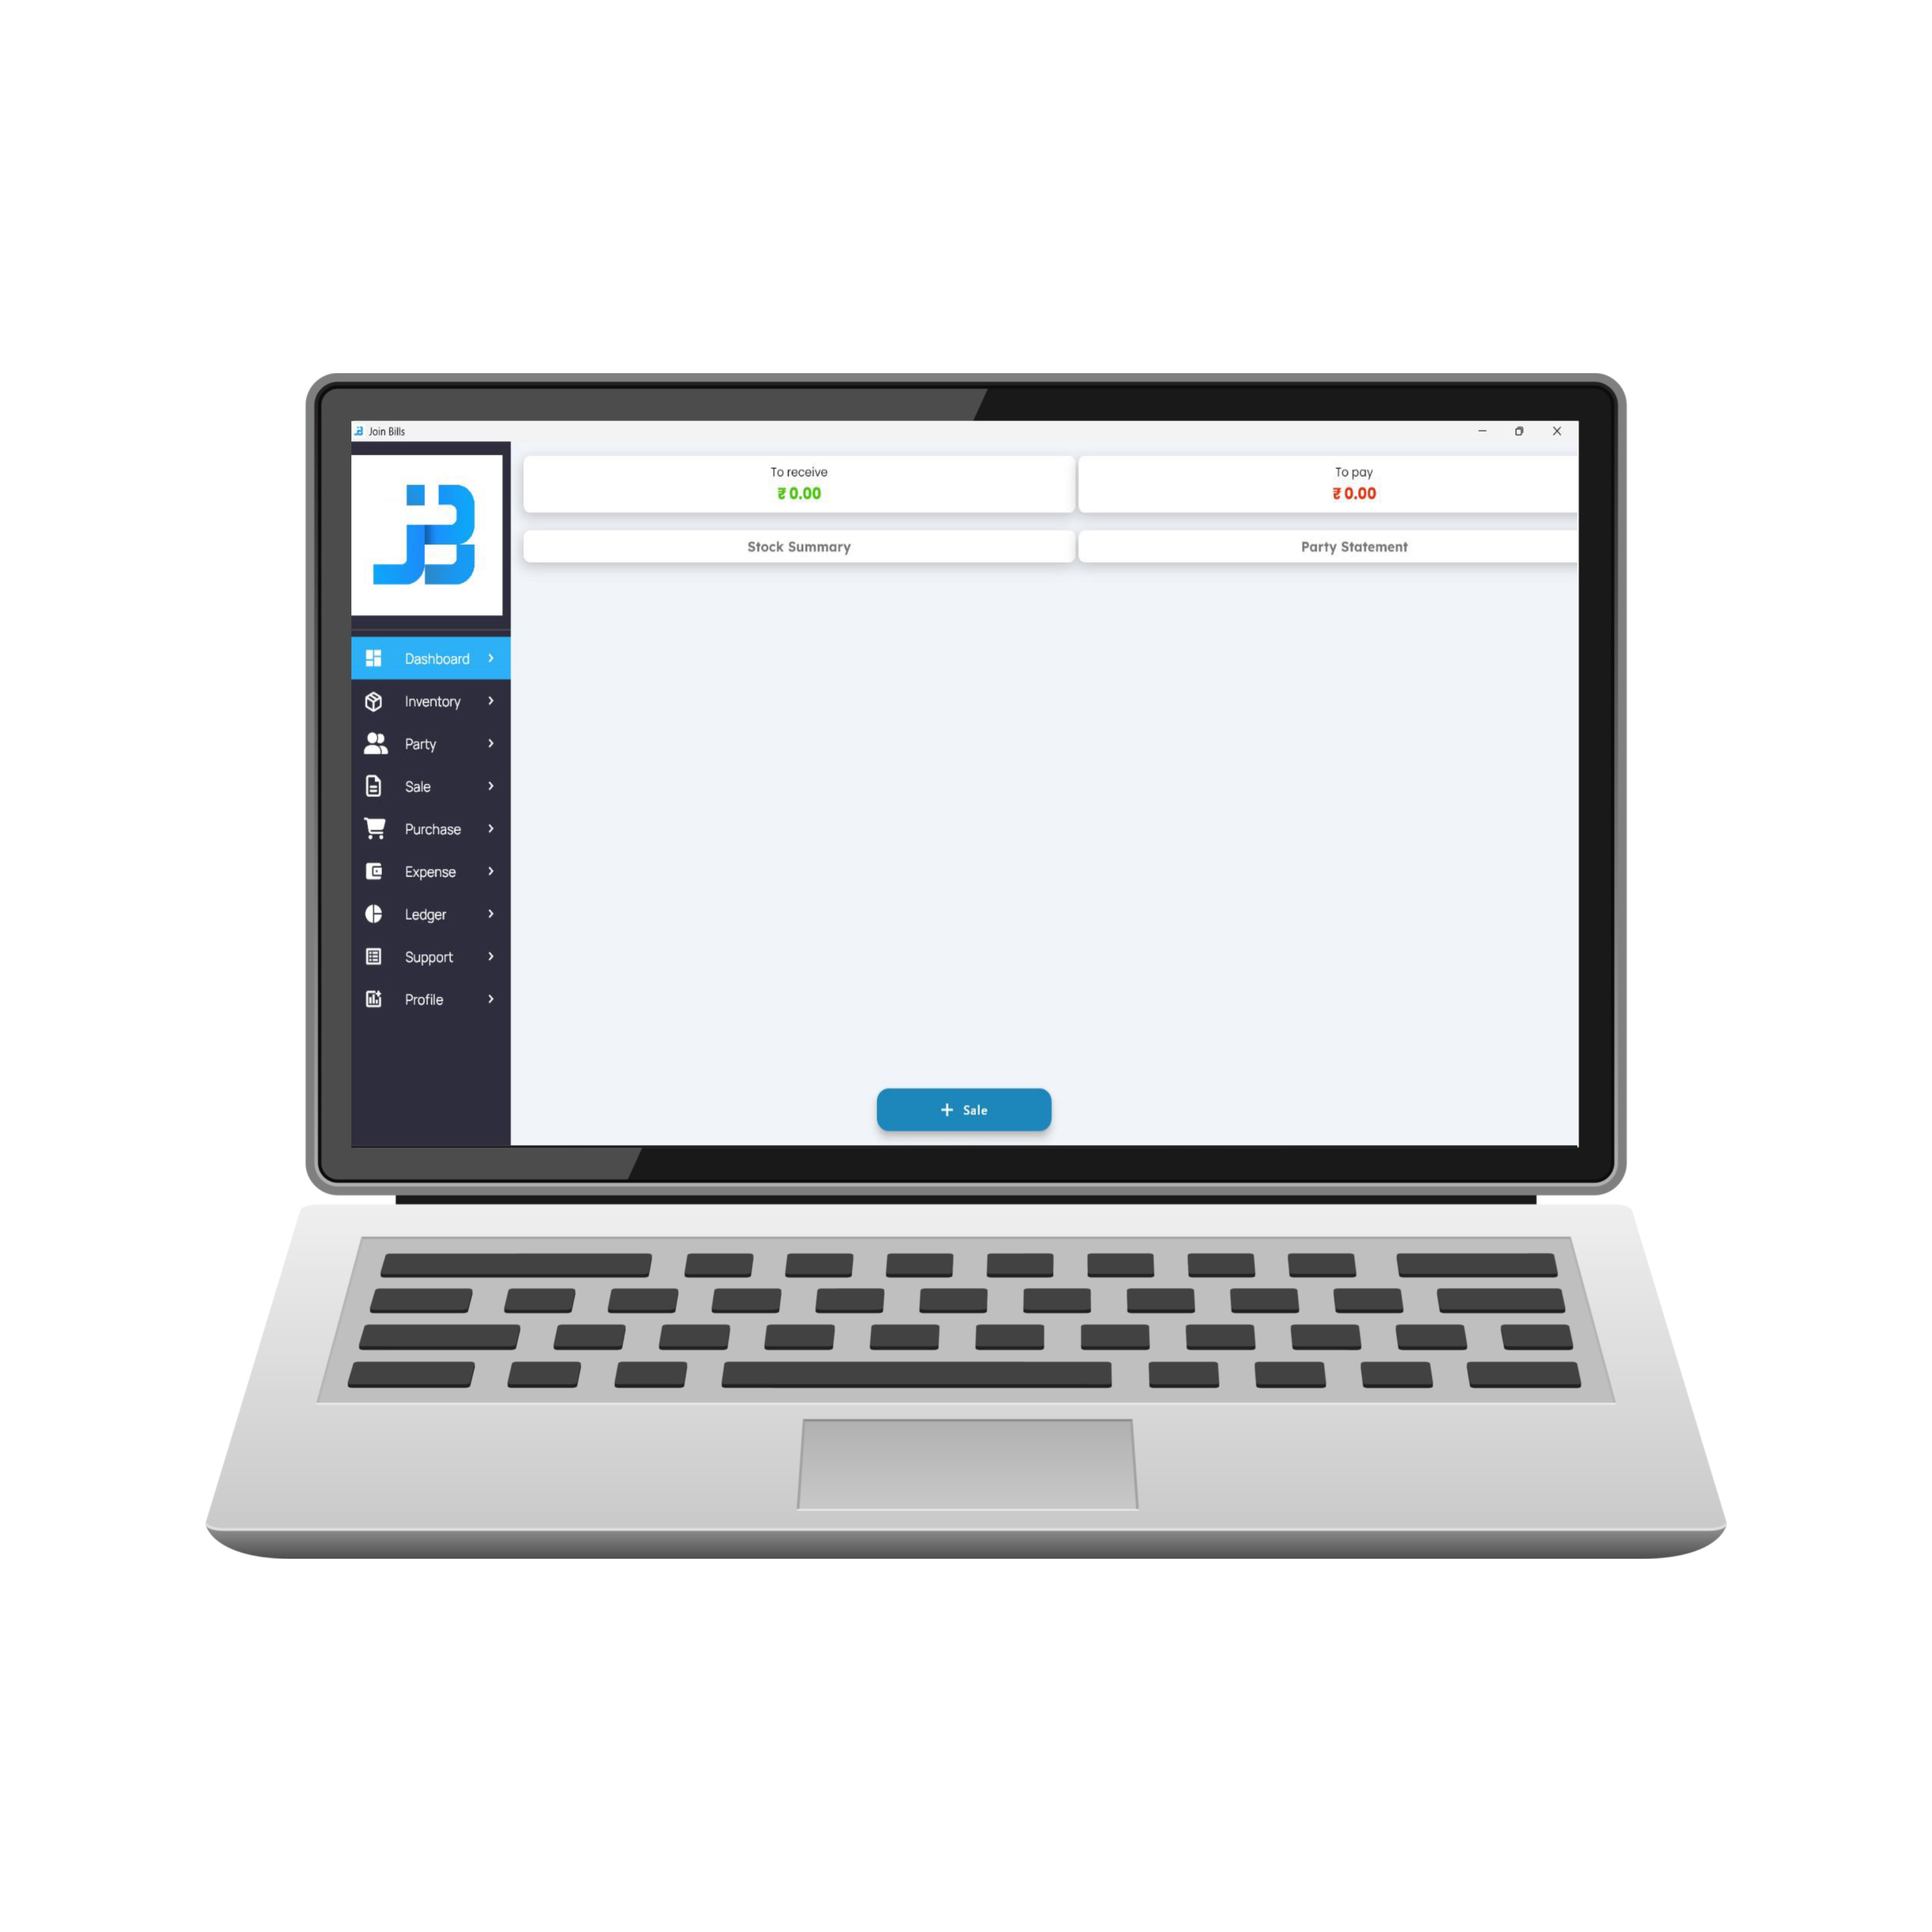 Join Bills
To receive
₹ 0.00
To pay
₹ 0.00
Stock Summary
Party Statement
JB
Dashboard
Inventory
Party
Sale
Purchase
Expense
Ledger
Support
Profile
+ Sale